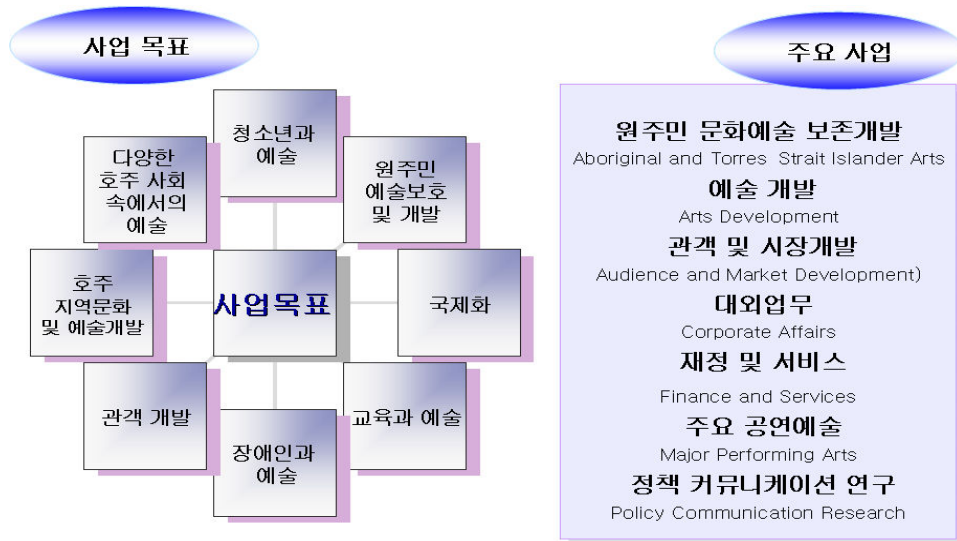 사업 목표
청소년과
예술
원주민
예술보호
및 개발
국제화
교육과 예술
장애인과
예술
관객 개발
호주
지역문화
및 예술개발
다양한
호주 사회
속에서의
예술
사업목표
주요 사업
원주민 문화예술 보존개발
Aboriginal and Torres Strait Islander Arts
예술 개발
Arts Development
관객 및 시장개발
Audience and Market Development)
대외업무
Corporate Affairs
재정 및 서비스
Finance and Services
주요 공연예술
Major Performing Arts
정책 커뮤니케이션 연구
Policy Communication Research